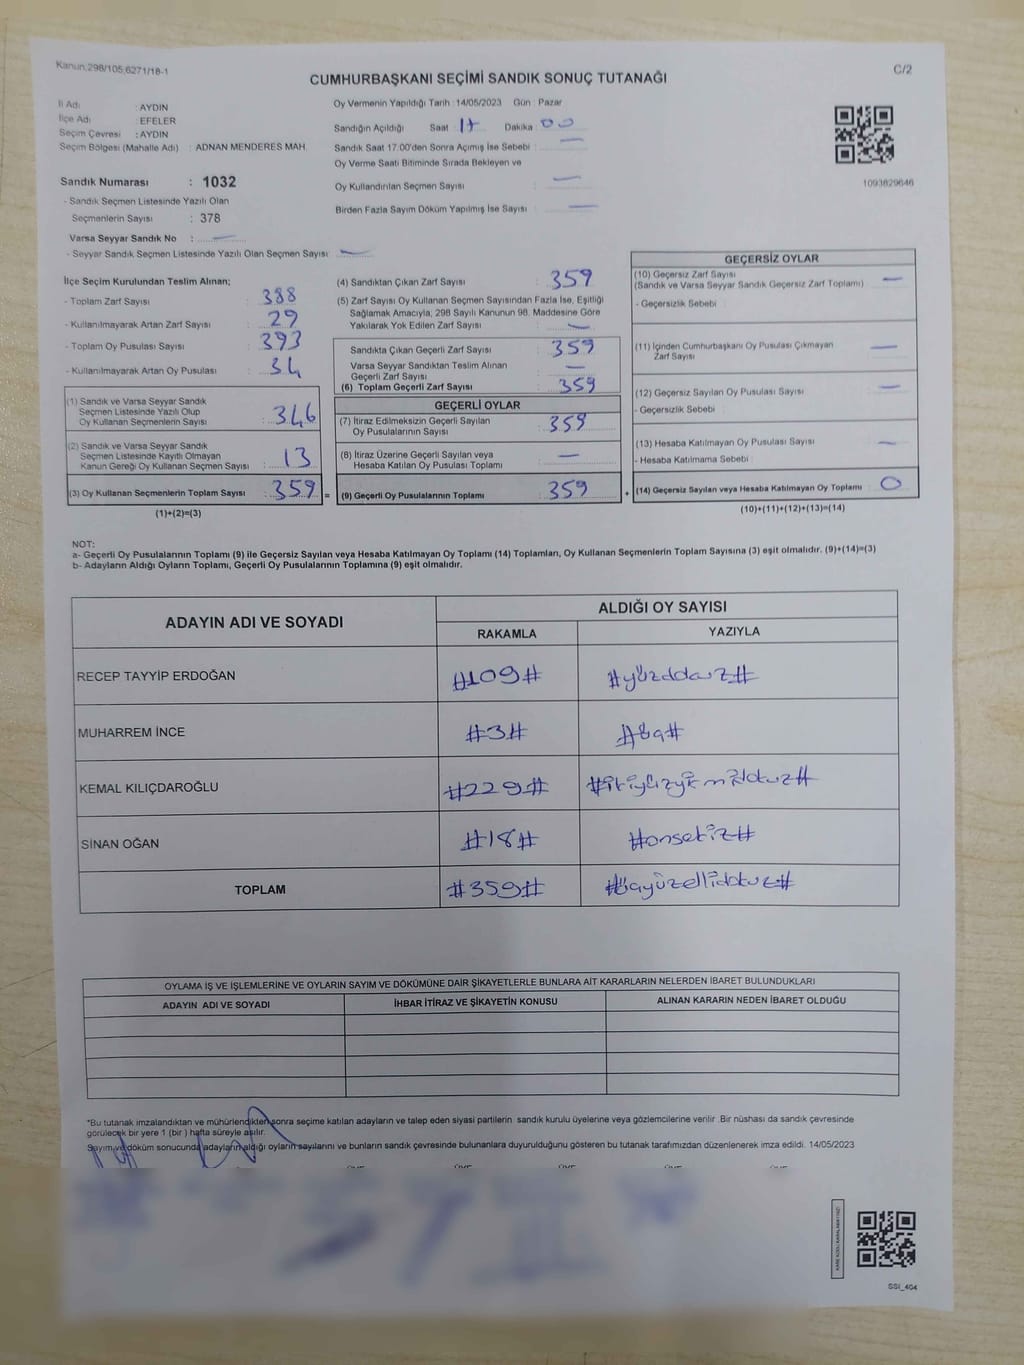 Kanun:298/105,6271/18-1
C/2
CUMHURBAŞKANI SEÇİMİ SANDIK SONUÇ TUTANAĞI
İl Adı : AYDIN
İlçe Adı : EFELER
Seçim Çevresi : AYDIN
Seçim Bölgesi (Mahalle Adı) : ADNAN MENDERES MAH.
Oy Vermenin Yapıldığı Tarih : 14/05/2023 Gün : Pazar
Sandığın Açıldığı Saat 17 Dakika 00
Sandık Saat 17.00'den Sonra Açılmış İse Sebebi : —
Oy Verme Saati Bitiminde Sırada Bekleyen ve
Oy Kullandırılan Seçmen Sayısı : —
Birden Fazla Sayım Döküm Yapılmış İse Sayısı : —
1093829646
Sandık Numarası : 1032
- Sandık Seçmen Listesinde Yazılı Olan
Seçmenlerin Sayısı : 378
Varsa Seyyar Sandık No : —
- Seyyar Sandık Seçmen Listesinde Yazılı Olan Seçmen Sayısı : —
İlçe Seçim Kurulundan Teslim Alınan;
- Toplam Zarf Sayısı : 388
- Kullanılmayarak Artan Zarf Sayısı : 29
- Toplam Oy Pusulası Sayısı : 393
- Kullanılmayarak Artan Oy Pusulası : 34
(1) Sandık ve Varsa Seyyar Sandık
Seçmen Listesinde Yazılı Olup
Oy Kullanan Seçmenlerin Sayısı : 346
(2) Sandık ve Varsa Seyyar Sandık
Seçmen Listesinde Kayıtlı Olmayan
Kanun Gereği Oy Kullanan Seçmen Sayısı : 13
(3) Oy Kullanan Seçmenlerin Toplam Sayısı : 359 =
(1)+(2)=(3)
(4) Sandıktan Çıkan Zarf Sayısı : 359
(5) Zarf Sayısı Oy Kullanan Seçmen Sayısından Fazla İse, Eşitliği
Sağlamak Amacıyla; 298 Sayılı Kanunun 98. Maddesine Göre
Yakılarak Yok Edilen Zarf Sayısı : —
Sandıkta Çıkan Geçerli Zarf Sayısı : 359
Varsa Seyyar Sandıktan Teslim Alınan
Geçerli Zarf Sayısı : —
(6) Toplam Geçerli Zarf Sayısı : 359
GEÇERLİ OYLAR
(7) İtiraz Edilmeksizin Geçerli Sayılan
Oy Pusulalarının Sayısı : 359
(8) İtiraz Üzerine Geçerli Sayılan veya
Hesaba Katılan Oy Pusulası Toplamı : —
(9) Geçerli Oy Pusulalarının Toplamı : 359 +
GEÇERSİZ OYLAR
(10) Geçersiz Zarf Sayısı
(Sandık ve Varsa Seyyar Sandık Geçersiz Zarf Toplamı) : —
- Geçersizlik Sebebi :
(11) İçinden Cumhurbaşkanı Oy Pusulası Çıkmayan
Zarf Sayısı : —
(12) Geçersiz Sayılan Oy Pusulası Sayısı : —
- Geçersizlik Sebebi :
(13) Hesaba Katılmayan Oy Pusulası Sayısı : —
- Hesaba Katılmama Sebebi :
(14) Geçersiz Sayılan veya Hesaba Katılmayan Oy Toplamı : 0
(10)+(11)+(12)+(13)=(14)
NOT:
a- Geçerli Oy Pusulalarının Toplamı (9) ile Geçersiz Sayılan veya Hesaba Katılmayan Oy Toplamı (14) Toplamları, Oy Kullanan Seçmenlerin Toplam Sayısına (3) eşit olmalıdır. (9)+(14)=(3)
b- Adayların Aldığı Oyların Toplamı, Geçerli Oy Pusulalarının Toplamına (9) eşit olmalıdır.
ADAYIN ADI VE SOYADI
ALDIĞI OY SAYISI
RAKAMLA YAZIYLA
RECEP TAYYİP ERDOĞAN #109# #yüzdokuz#
MUHARREM İNCE #3# #üç#
KEMAL KILIÇDAROĞLU #229# #ikiyüzyirmidokuz#
SİNAN OĞAN #18# #onsekiz#
TOPLAM #359# #üçyüzellidokuz#
OYLAMA İŞ VE İŞLEMLERİNE VE OYLARIN SAYIM VE DÖKÜMÜNE DAİR ŞİKAYETLERLE BUNLARA AİT KARARLARIN NELERDEN İBARET BULUNDUKLARI
ADAYIN ADI VE SOYADI İHBAR İTİRAZ VE ŞİKAYETİN KONUSU ALINAN KARARIN NEDEN İBARET OLDUĞU
*Bu tutanak imzalandıktan ve mühürlendikten sonra seçime katılan adayların ve talep eden siyasi partilerin sandık kurulu üyelerine veya gözlemcilerine verilir .Bir nüshası da sandık çevresinde
görülecek bir yere 1 (bir ) hafta süreyle asılır.
Sayım ve döküm sonucunda adayların aldığı oyların sayılarını ve bunların sandık çevresinde bulunanlara duyurulduğunu gösteren bu tutanak tarafımızdan düzenlenerek imza edildi. 14/05/2023
KARE KODU KARALAMAYINIZ!
SSI_404